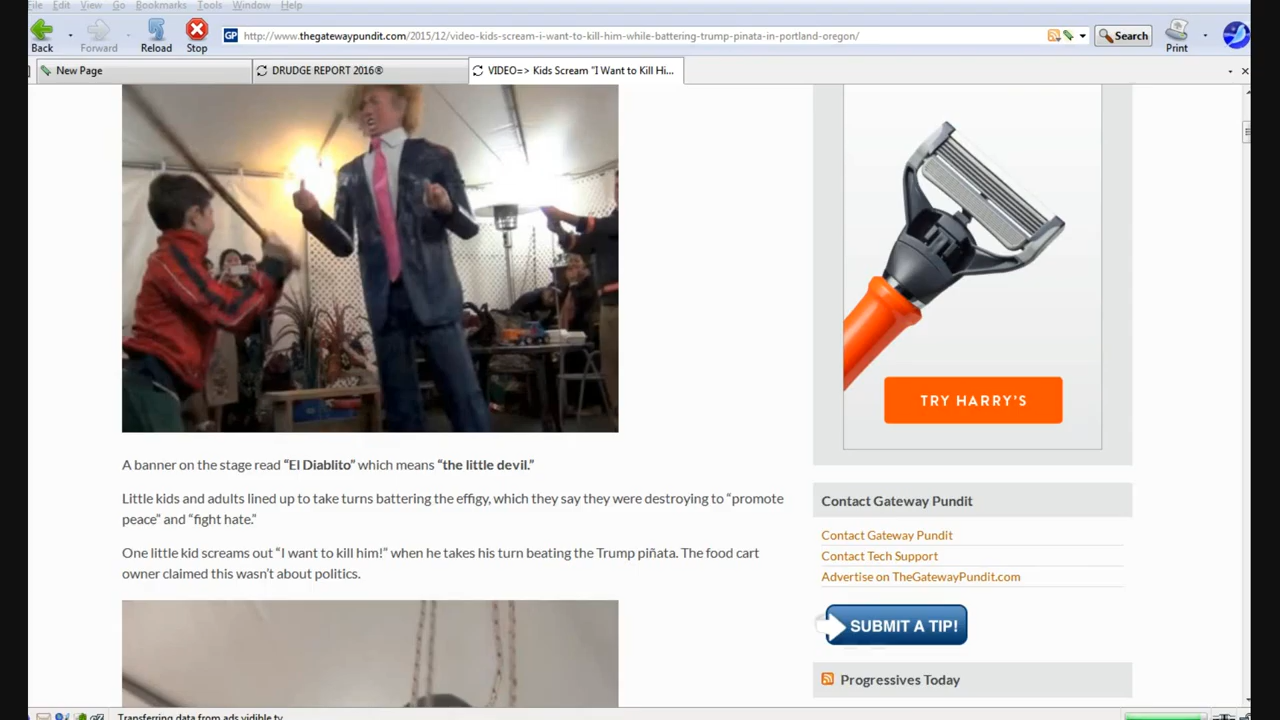 File Edit View Go Bookmarks Tools Window Help
Back Forward Reload Stop
GP http://www.thegatewaypundit.com/2015/12/video-kids-scream-i-want-to-kill-him-while-battering-trump-pinata-in-portland-oregon/
Search
Print
New Page
DRUDGE REPORT 2016®
VIDEO=> Kids Scream "I Want to Kill Hi...
TRY HARRY'S
A banner on the stage read “El Diablito” which means “the little devil.”
Little kids and adults lined up to take turns battering the effigy, which they say they were destroying to “promote
peace” and “fight hate.”
One little kid screams out “I want to kill him!” when he takes his turn beating the Trump piñata. The food cart
owner claimed this wasn’t about politics.
Contact Gateway Pundit
Contact Gateway Pundit
Contact Tech Support
Advertise on TheGatewayPundit.com
SUBMIT A TIP!
Progressives Today
Transferring data from ads.vidible.tv